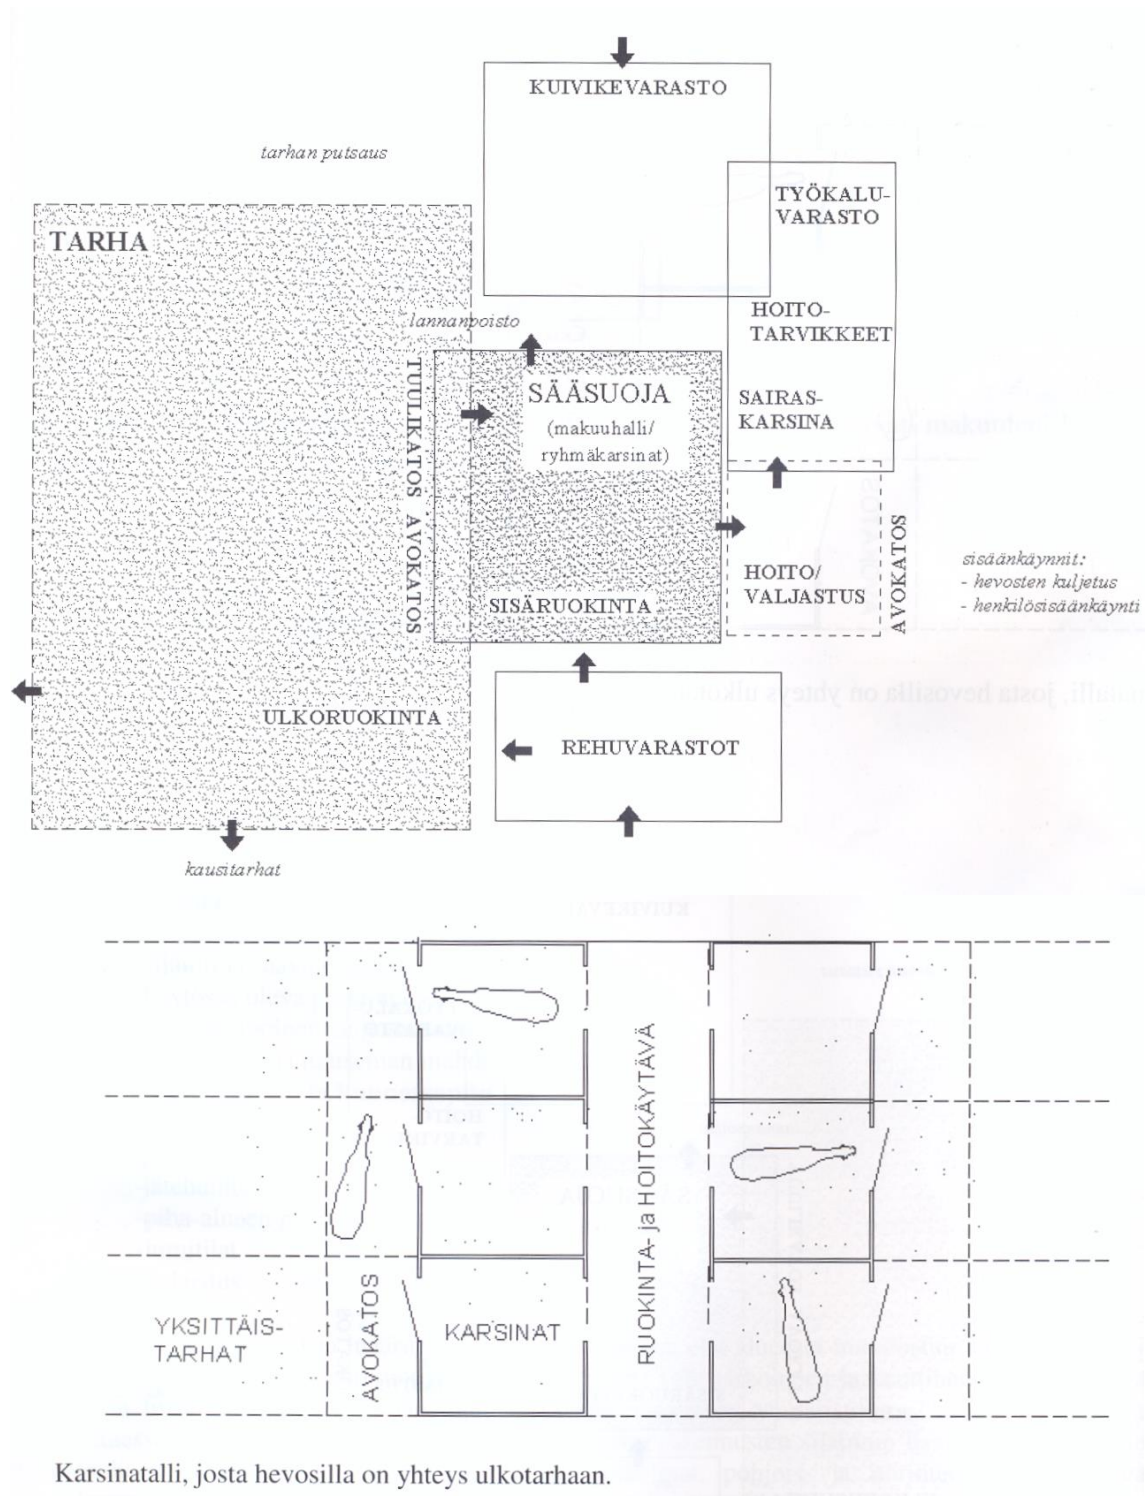 KUIVIKEVARASTO
tarhan putsaus
TYÖKALU-
VARASTO
TARHA
HOITO-
TARVIKKEET
lannanpoisto
TUULIKATOS AVOKATOS
SÄÄSUOJA
(makuuhalli/
ryhmäkarsinat)
SAIRAS-
KARSINA
AVOKATOS
HOITO/
VALJASTUS
sisäänkäynnit:
- hevosten kuljetus
- henkilösisäänkäynti
SISÄRUOKINTA
ULKORUOKINTA
REHUVARASTOT
kausitarhat
RUOKINTA- ja HOITOKÄYTÄVÄ
YKSITTÄIS-
TARHAT
AVOKATOS
KARSINAT
Karsinatalli, josta hevosilla on yhteys ulkotarhaan.